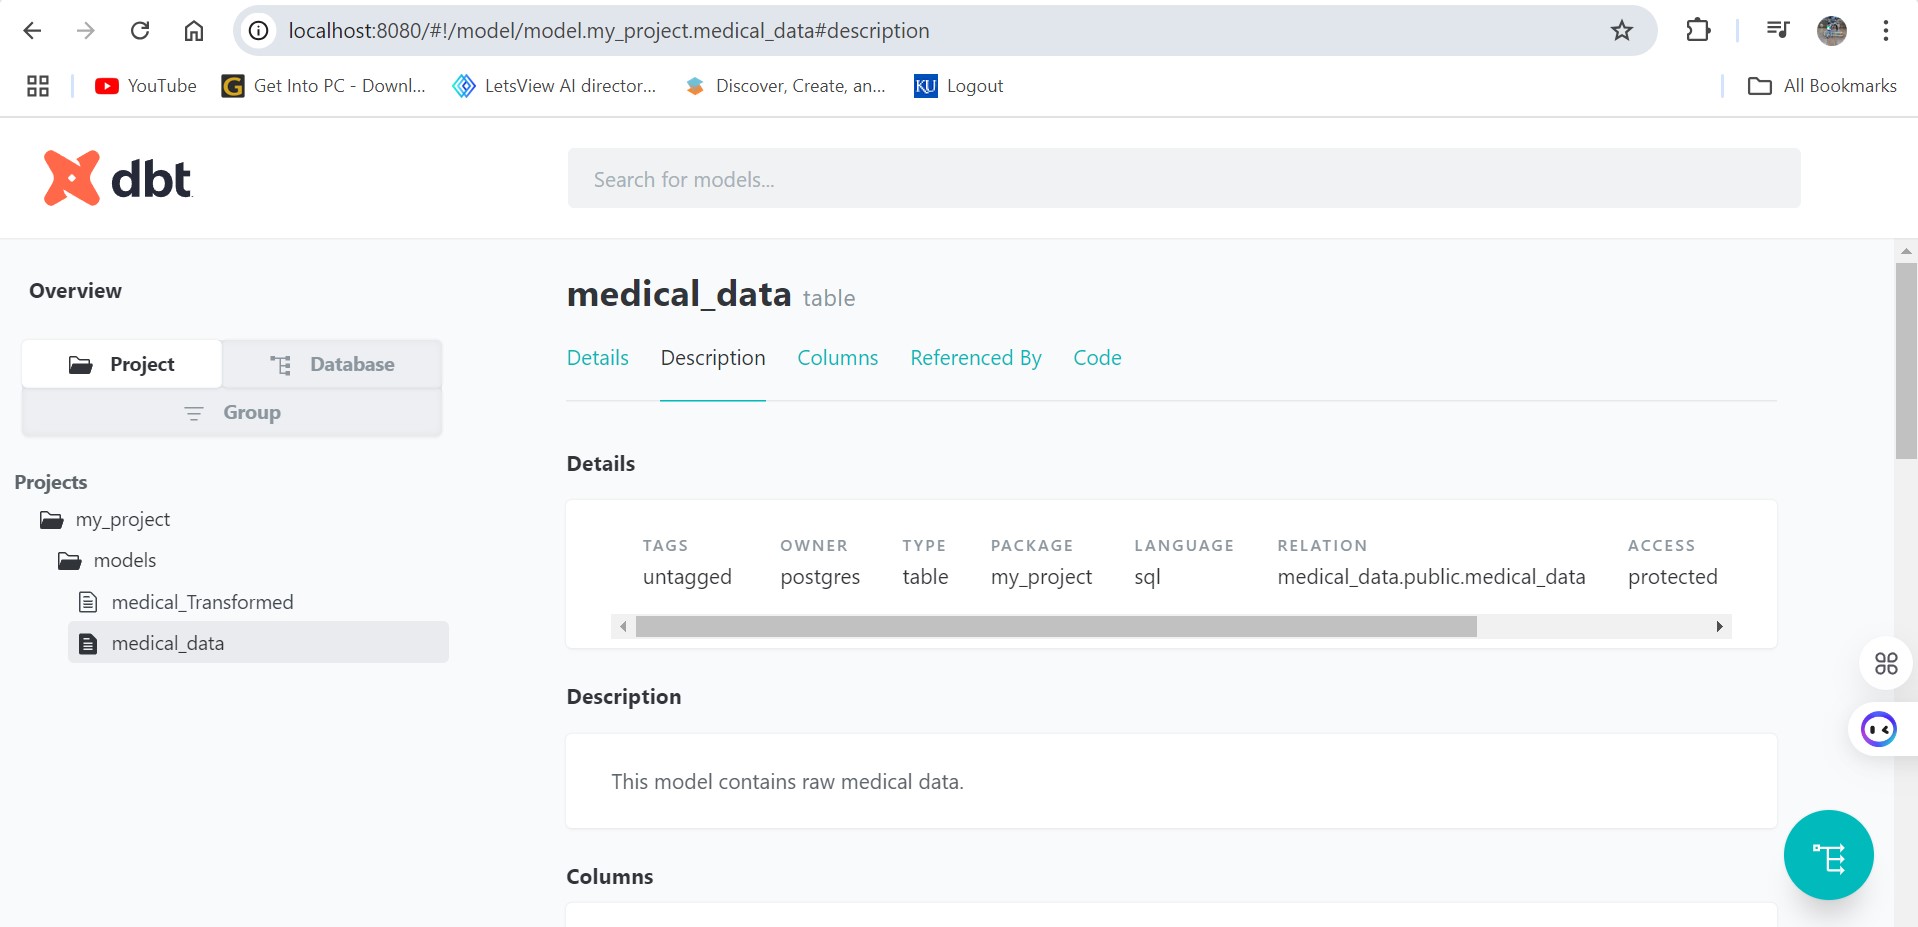 localhost:8080/#!/model/model.my_project.medical_data#description
YouTube
Get Into PC - Downl...
LetsView AI director...
Discover, Create, an...
KU Logout
All Bookmarks
dbt
Search for models...
Overview
Project
Database
Group
Projects
my_project
models
medical_Transformed
medical_data
medical_data table
Details Description Columns Referenced By Code
Details
TAGS OWNER TYPE PACKAGE LANGUAGE RELATION ACCESS
untagged postgres table my_project sql medical_data.public.medical_data protected
Description
This model contains raw medical data.
Columns